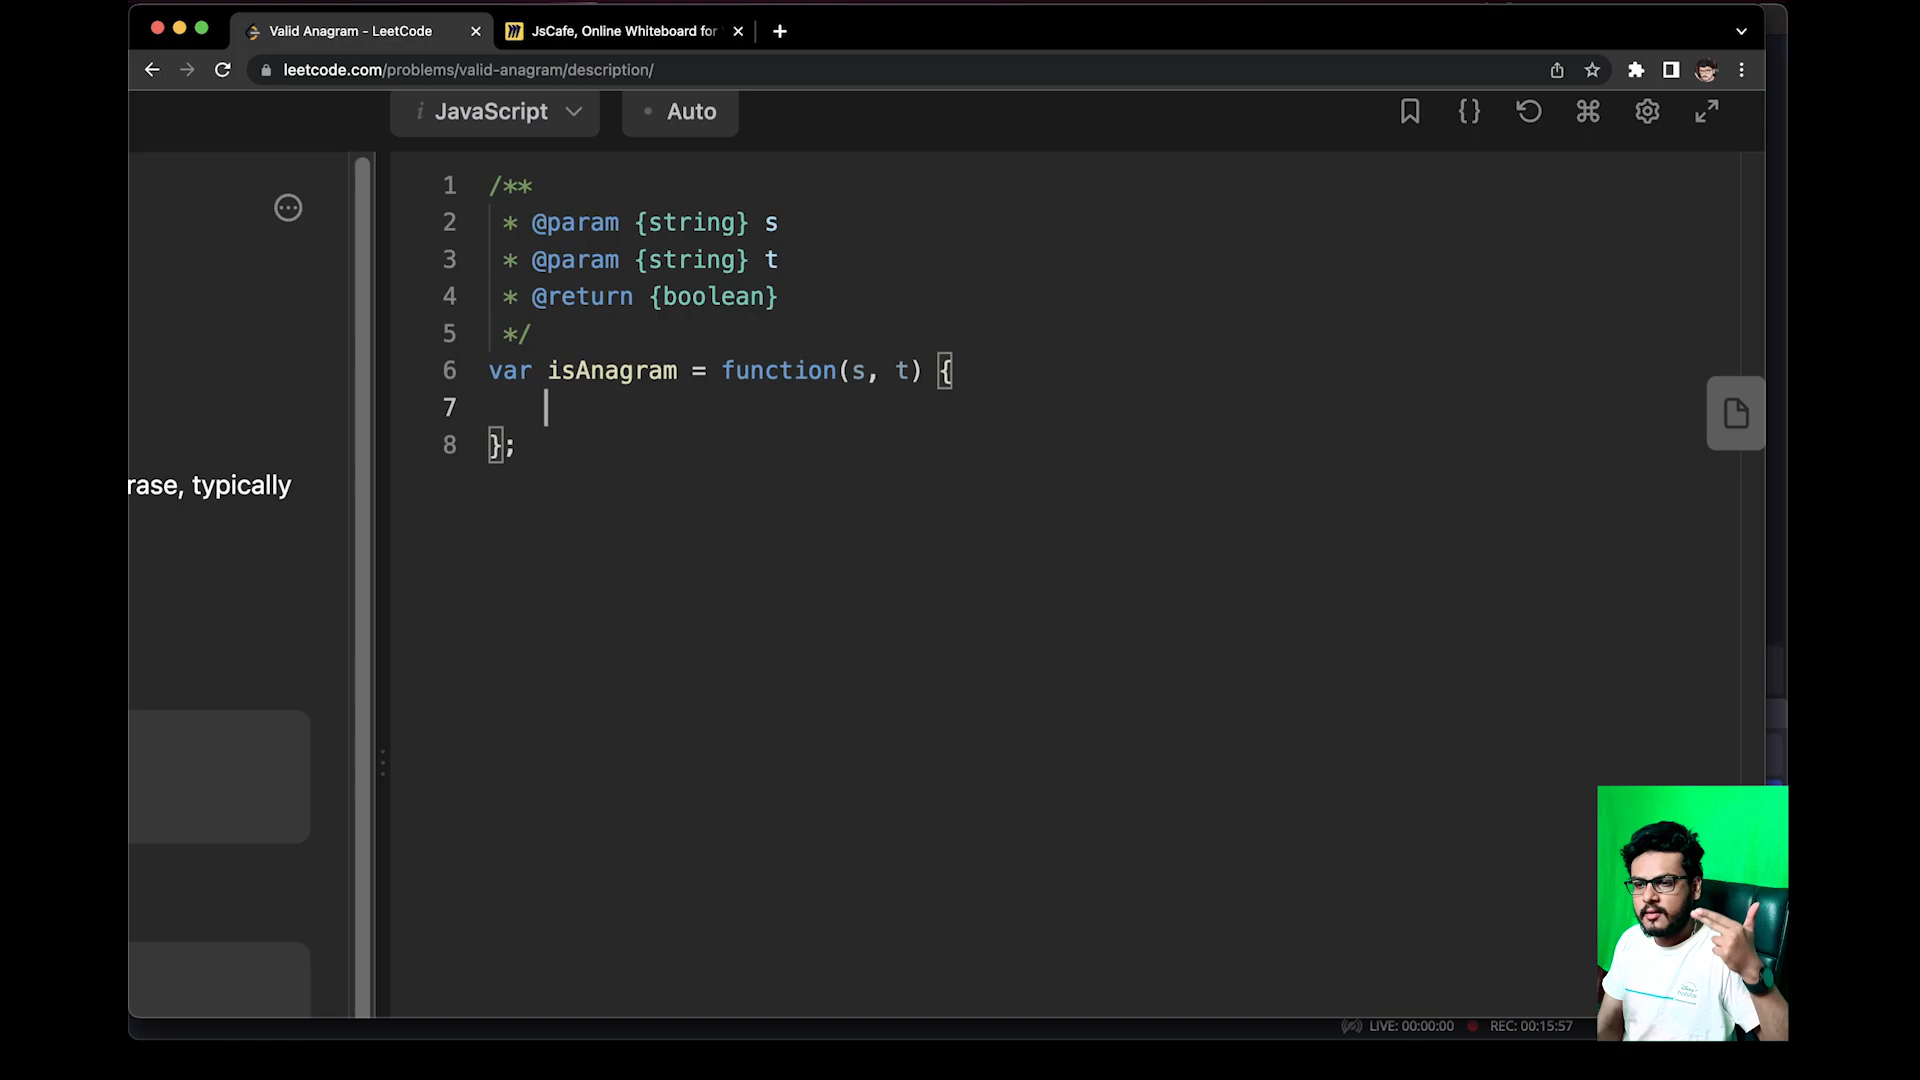 Valid Anagram - LeetCode
JsCafe, Online Whiteboard for
leetcode.com/problems/valid-anagram/description/
i JavaScript
Auto
1 /**
2 * @param {string} s
3 * @param {string} t
4 * @return {boolean}
5 */
6 var isAnagram = function(s, t) {
7
8 };
rase, typically
LIVE: 00:00:00 REC: 00:15:57